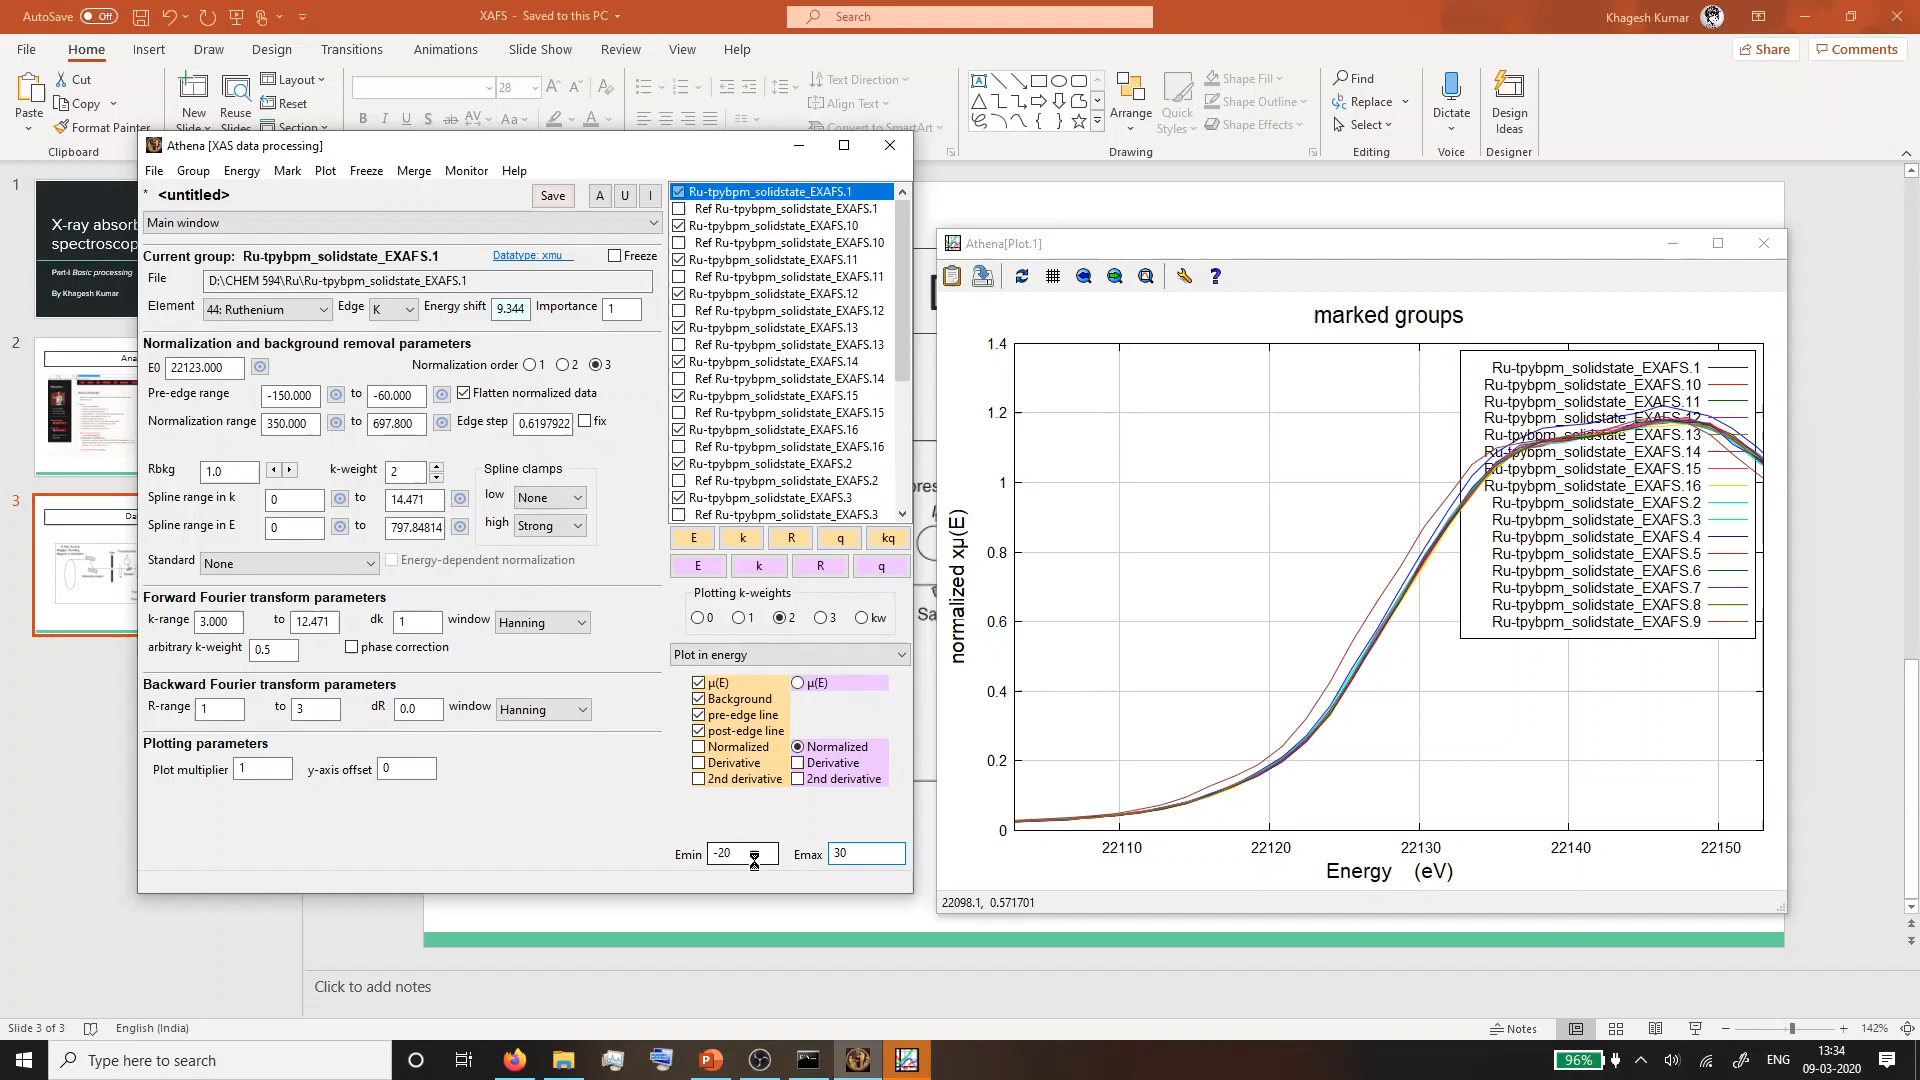 AutoSave Off
XAFS - Saved to this PC
Search
Khagesh Kumar
File Home Insert Draw Design Transitions Animations Slide Show Review View Help
Share Comments
Paste
Cut
Copy
Format Painter
Clipboard
New
Slide
Reuse
Slides
Layout
Reset
Section
28
B I U S ab AV Aa A
Text Direction
Align Text
Convert to SmartArt
Arrange
Quick
Styles
Shape Fill
Shape Outline
Shape Effects
Drawing
Find
Replace
Select
Editing
Dictate
Voice
Design
Ideas
Designer
1
X-ray absorb
spectroscop
Part-I Basic processing
By Khagesh Kumar
2
Ana
3
Da
Athena [XAS data processing]
File Group Energy Mark Plot Freeze Merge Monitor Help
* <untitled>
Save A U I
Main window
Current group: Ru-tpybpm_solidstate_EXAFS.1 Datatype: xmu Freeze
File D:\CHEM 594\Ru\Ru-tpybpm_solidstate_EXAFS.1
Element 44: Ruthenium Edge K Energy shift 9.344 Importance 1
Normalization and background removal parameters
E0 22123.000 Normalization order 1 2 3
Pre-edge range -150.000 to -60.000 Flatten normalized data
Normalization range 350.000 to 697.800 Edge step 0.6197922 fix
Rbkg 1.0 k-weight 2 Spline clamps
Spline range in k 0 to 14.471 low None
Spline range in E 0 to 797.84814 high Strong
Standard None Energy-dependent normalization
Forward Fourier transform parameters
k-range 3.000 to 12.471 dk 1 window Hanning
arbitrary k-weight 0.5 phase correction
Backward Fourier transform parameters
R-range 1 to 3 dR 0.0 window Hanning
Plotting parameters
Plot multiplier 1 y-axis offset 0
Ru-tpybpm_solidstate_EXAFS.1
Ref Ru-tpybpm_solidstate_EXAFS.1
Ru-tpybpm_solidstate_EXAFS.10
Ref Ru-tpybpm_solidstate_EXAFS.10
Ru-tpybpm_solidstate_EXAFS.11
Ref Ru-tpybpm_solidstate_EXAFS.11
Ru-tpybpm_solidstate_EXAFS.12
Ref Ru-tpybpm_solidstate_EXAFS.12
Ru-tpybpm_solidstate_EXAFS.13
Ref Ru-tpybpm_solidstate_EXAFS.13
Ru-tpybpm_solidstate_EXAFS.14
Ref Ru-tpybpm_solidstate_EXAFS.14
Ru-tpybpm_solidstate_EXAFS.15
Ref Ru-tpybpm_solidstate_EXAFS.15
Ru-tpybpm_solidstate_EXAFS.16
Ref Ru-tpybpm_solidstate_EXAFS.16
Ru-tpybpm_solidstate_EXAFS.2
Ref Ru-tpybpm_solidstate_EXAFS.2
Ru-tpybpm_solidstate_EXAFS.3
Ref Ru-tpybpm_solidstate_EXAFS.3
E k R q kq
E k R q
Plotting k-weights
0 1 2 3 kw
Plot in energy
μ(E) μ(E)
Background
pre-edge line
post-edge line
Normalized Normalized
Derivative Derivative
2nd derivative 2nd derivative
Emin -20 Emax 30
pres
Sa
Athena[Plot.1]
marked groups
normalized xμ(E)
1.4
1.2
1
0.8
0.6
0.4
0.2
0
22110 22120 22130 22140 22150
Energy (eV)
Ru-tpybpm_solidstate_EXAFS.1
Ru-tpybpm_solidstate_EXAFS.10
Ru-tpybpm_solidstate_EXAFS.11
Ru-tpybpm_solidstate_EXAFS.12
Ru-tpybpm_solidstate_EXAFS.13
Ru-tpybpm_solidstate_EXAFS.14
Ru-tpybpm_solidstate_EXAFS.15
Ru-tpybpm_solidstate_EXAFS.16
Ru-tpybpm_solidstate_EXAFS.2
Ru-tpybpm_solidstate_EXAFS.3
Ru-tpybpm_solidstate_EXAFS.4
Ru-tpybpm_solidstate_EXAFS.5
Ru-tpybpm_solidstate_EXAFS.6
Ru-tpybpm_solidstate_EXAFS.7
Ru-tpybpm_solidstate_EXAFS.8
Ru-tpybpm_solidstate_EXAFS.9
22098.1, 0.571701
Click to add notes
Slide 3 of 3 English (India) Notes 142%
Type here to search
96% ENG 13:34
09-03-2020